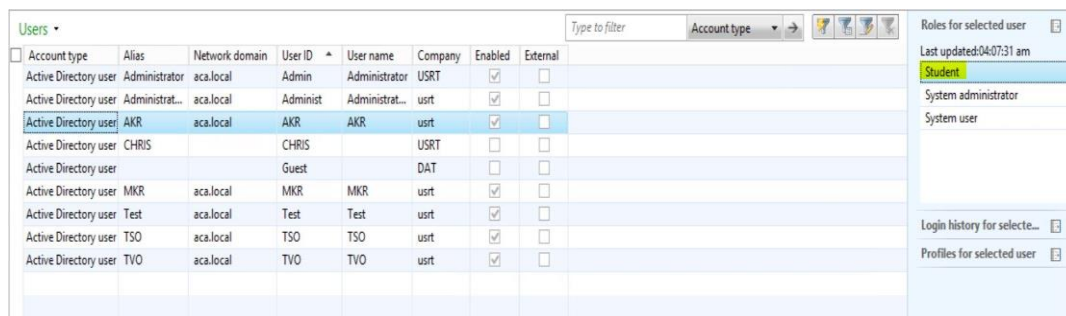 Users
Type to filter Account type
Account type Alias Network domain User ID User name Company Enabled External
Active Directory user Administrator aca.local Admin Administrator USRT
Active Directory user Administrat... aca.local Administ Administrat... usrt
Active Directory user AKR aca.local AKR AKR usrt
Active Directory user CHRIS CHRIS USRT
Active Directory user Guest DAT
Active Directory user MKR aca.local MKR MKR usrt
Active Directory user Test aca.local Test Test usrt
Active Directory user TSO aca.local TSO TSO usrt
Active Directory user TVO aca.local TVO TVO usrt
Roles for selected user
Last updated:04:07:31 am
Student
System administrator
System user
Login history for selecte...
Profiles for selected user